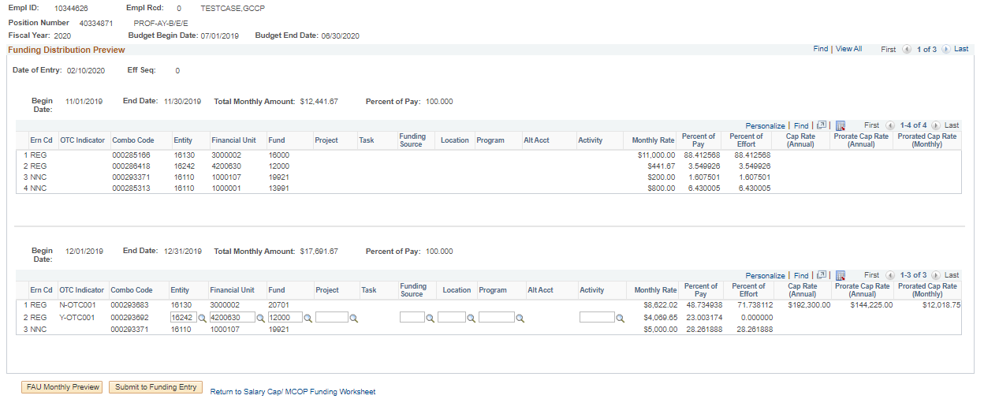 Empl ID: 10344626 Empl Rcd: 0 TESTCASE,GCCP
Position Number 40334871 PROF-AY-B/E/E
Fiscal Year: 2020 Budget Begin Date: 07/01/2019 Budget End Date: 06/30/2020
Funding Distribution Preview Find | View All First 1 of 3 Last
Date of Entry: 02/10/2020 Eff Seq: 0
Begin Date: 11/01/2019 End Date: 11/30/2019 Total Monthly Amount: $12,441.67 Percent of Pay: 100.000
Personalize | Find | | First 1-4 of 4 Last
Ern Cd OTC Indicator Combo Code Entity Financial Unit Fund Project Task Funding Source Location Program Alt Acct Activity Monthly Rate Percent of Pay Percent of Effort Cap Rate (Annual) Prorate Cap Rate (Annual) Prorated Cap Rate (Monthly)
1 REG 000285166 16130 3000002 16000 $11,000.00 88.412568 88.412568
2 REG 000286418 16242 4200630 12000 $441.67 3.549926 3.549926
3 NNC 000293371 16110 1000107 19921 $200.00 1.607501 1.607501
4 NNC 000285313 16110 1000001 13991 $800.00 6.430005 6.430005
Begin Date: 12/01/2019 End Date: 12/31/2019 Total Monthly Amount: $17,691.67 Percent of Pay: 100.000
Personalize | Find | | First 1-3 of 3 Last
Ern Cd OTC Indicator Combo Code Entity Financial Unit Fund Project Task Funding Source Location Program Alt Acct Activity Monthly Rate Percent of Pay Percent of Effort Cap Rate (Annual) Prorate Cap Rate (Annual) Prorated Cap Rate (Monthly)
1 REG N-OTC001 000293683 16130 3000002 20701 $8,622.02 48.734938 71.738112 $192,300.00 $144,225.00 $12,018.75
2 REG Y-OTC001 000293692 16242 4200630 12000 $4,069.65 23.003174 0.000000
3 NNC 000293371 16110 1000107 19921 $5,000.00 28.261888 28.261888
FAU Monthly Preview Submit to Funding Entry Return to Salary Cap/ MCOP Funding Worksheet